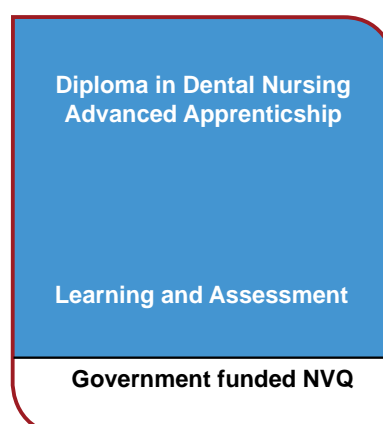 Diploma in Dental Nursing
Advanced Apprenticship
Learning and Assessment
Government funded NVQ